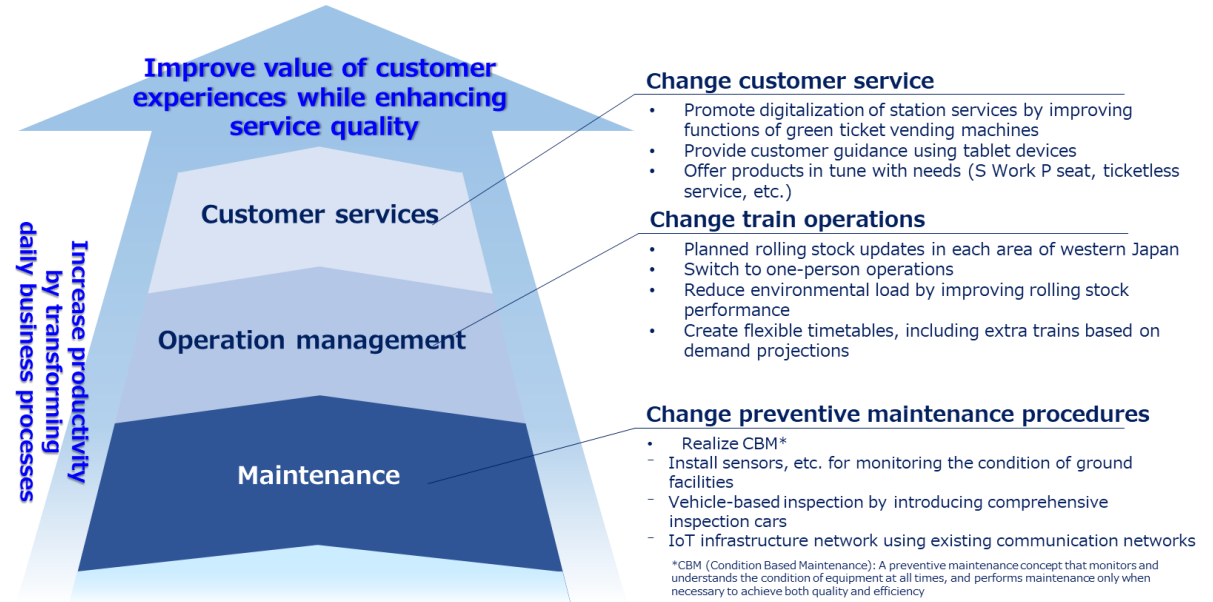 Improve value of customer
experiences while enhancing
service quality
Increase productivity
by transforming
daily business processes
Customer services
Operation management
Maintenance
Change customer service
• Promote digitalization of station services by improving
functions of green ticket vending machines
• Provide customer guidance using tablet devices
• Offer products in tune with needs (S Work P seat, ticketless
service, etc.)
Change train operations
• Planned rolling stock updates in each area of western Japan
• Switch to one-person operations
• Reduce environmental load by improving rolling stock
performance
• Create flexible timetables, including extra trains based on
demand projections
Change preventive maintenance procedures
• Realize CBM*
⁻ Install sensors, etc. for monitoring the condition of ground
facilities
⁻ Vehicle-based inspection by introducing comprehensive
inspection cars
⁻ IoT infrastructure network using existing communication networks
*CBM (Condition Based Maintenance): A preventive maintenance concept that monitors and
understands the condition of equipment at all times, and performs maintenance only when
necessary to achieve both quality and efficiency